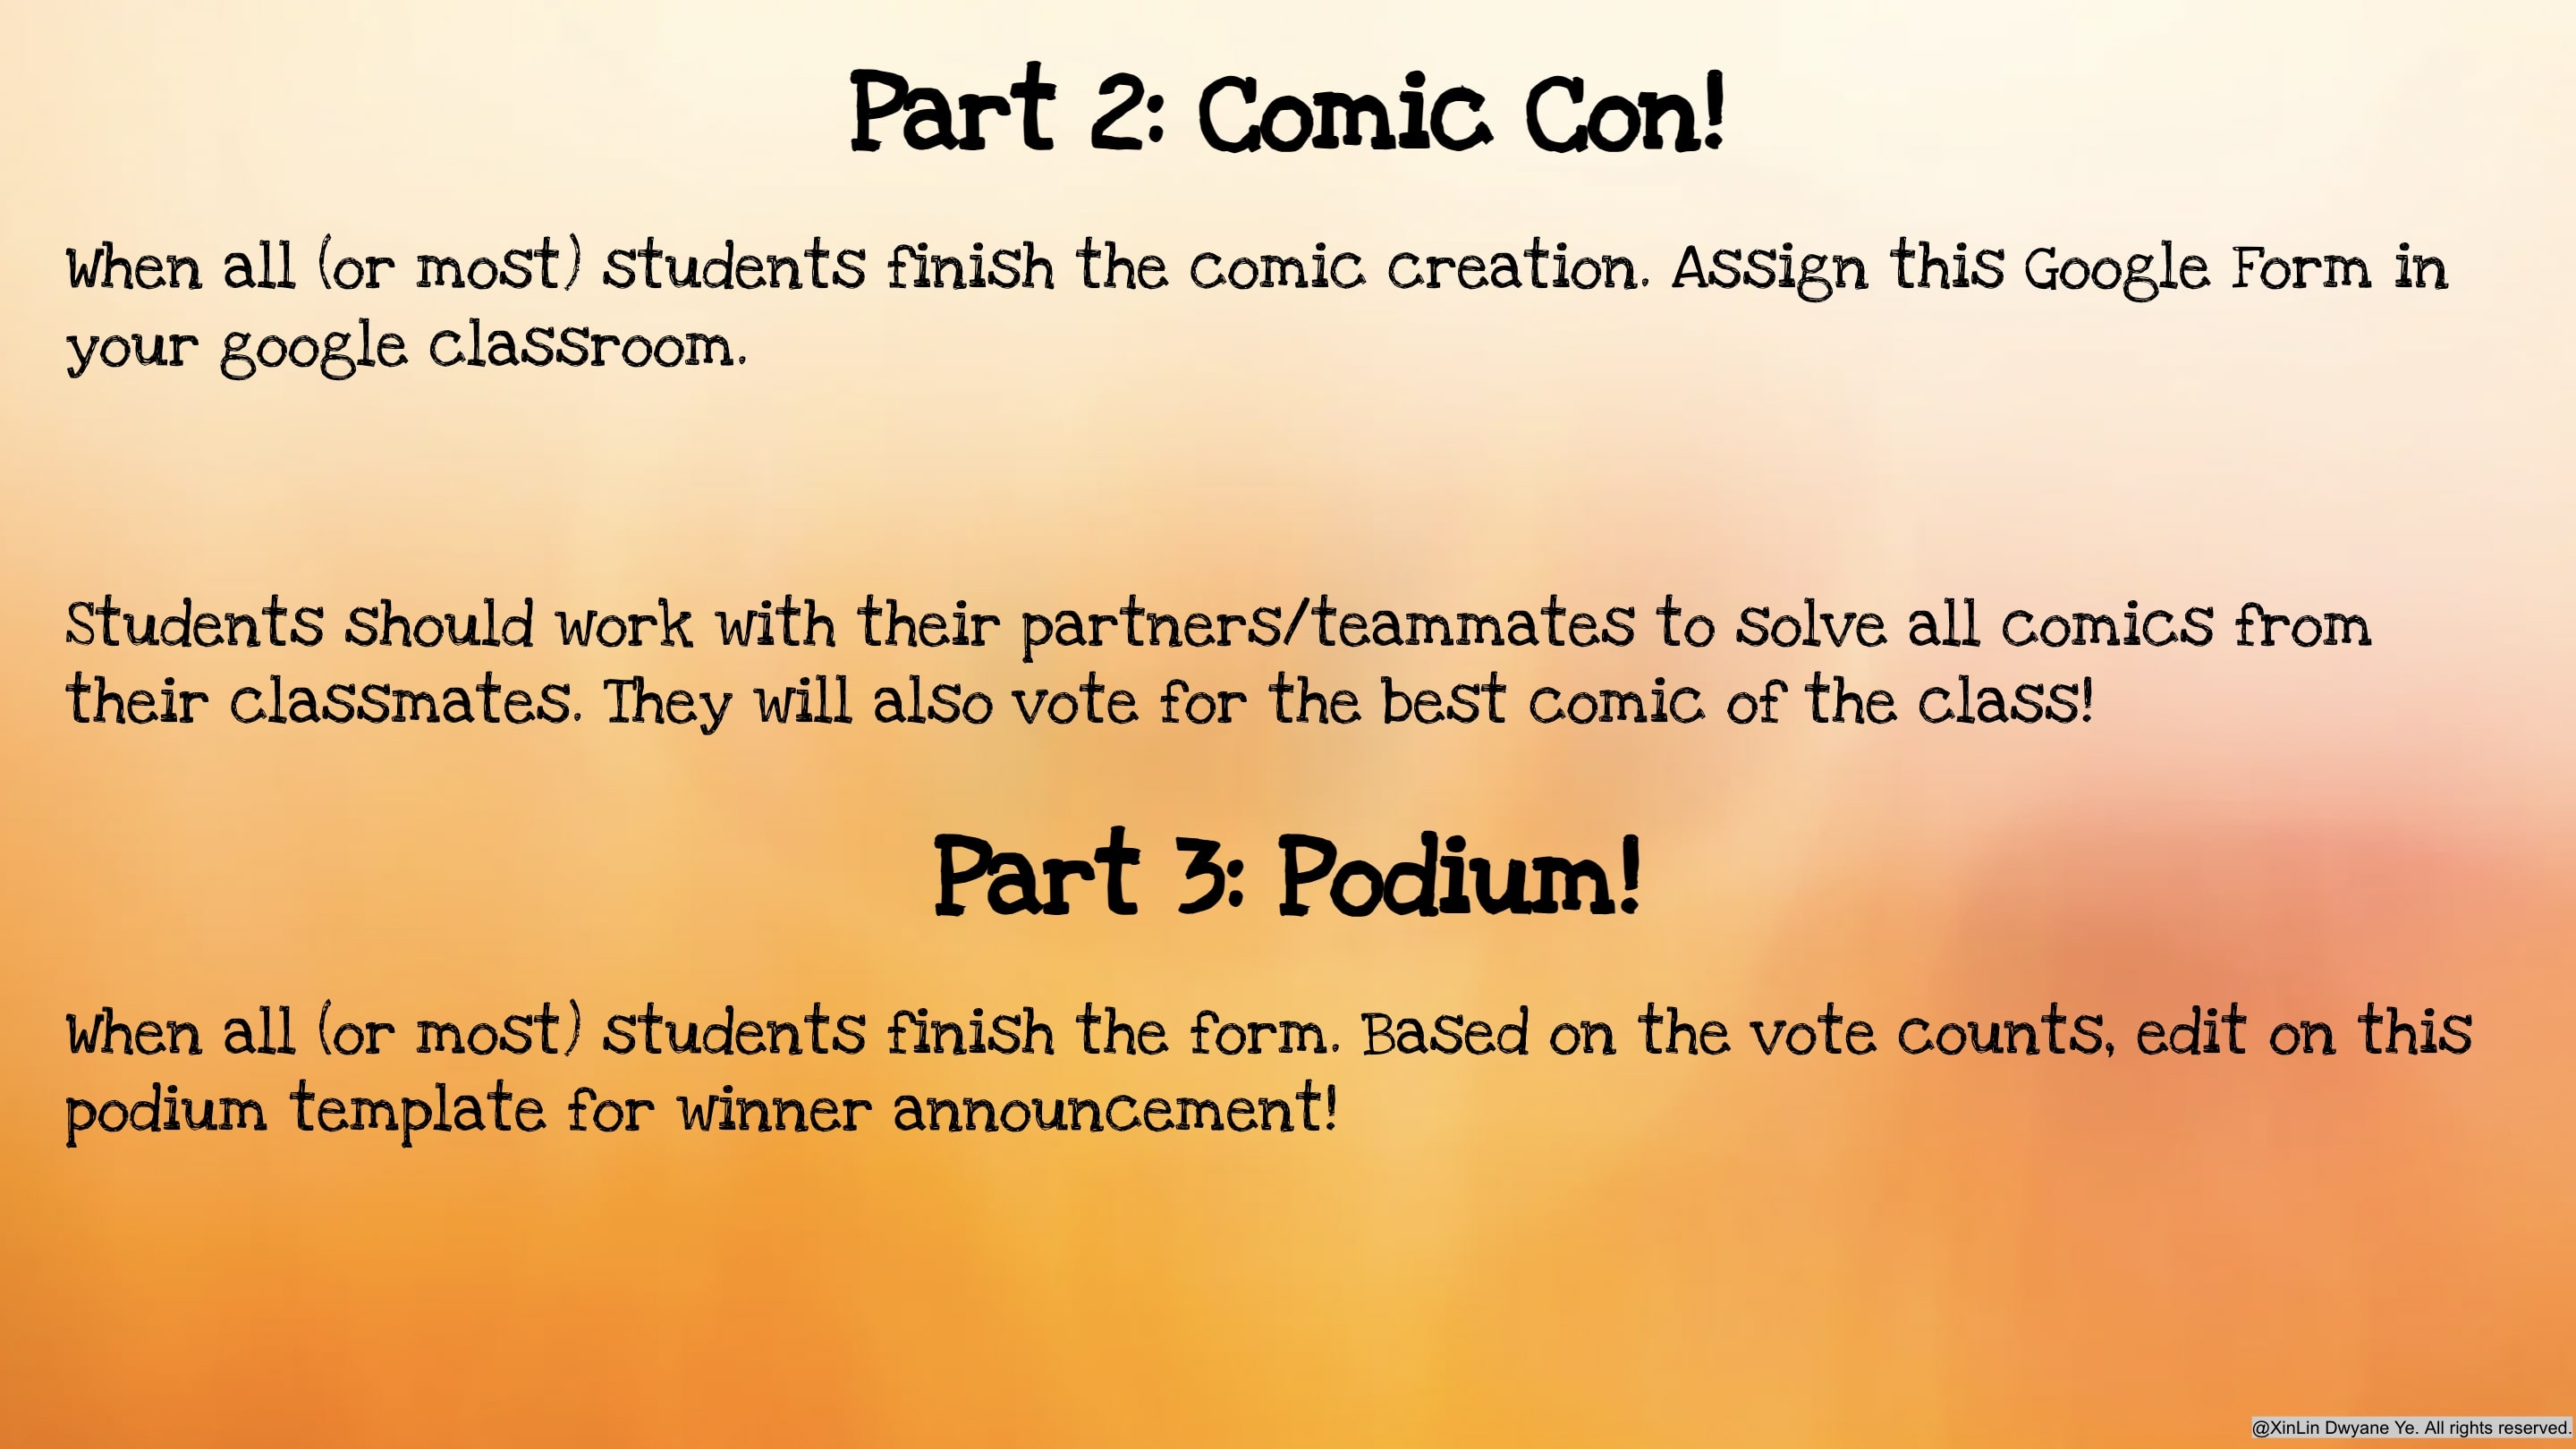 Part 2: Comic Con!
When all (or most) students finish the comic creation. Assign this Google Form in
your google classroom.
Students should work with their partners/teammates to solve all comics from
their classmates. They will also vote for the best comic of the class!
Part 3: Podium!
When all (or most) students finish the form. Based on the vote counts, edit on this
podium template for winner announcement!
@XinLin Dwyane Ye. All rights reserved.